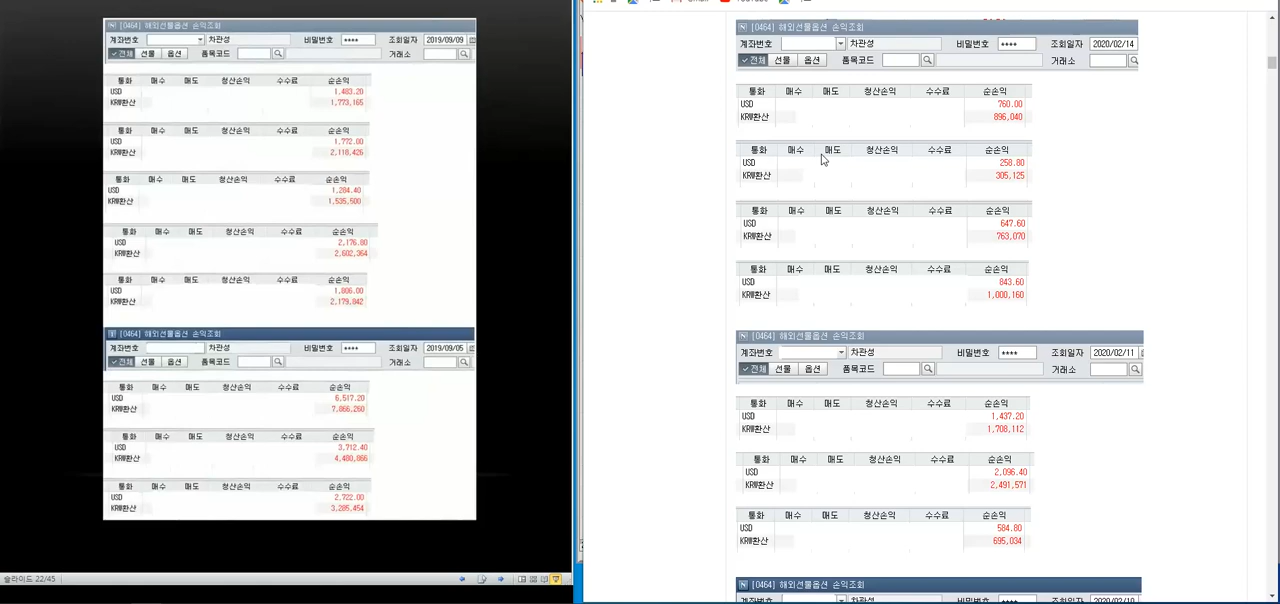 [0464] 해외선물옵션 손익조회
계좌번호 차관성 비밀번호 **** 조회일자 2019/09/09
✓전체 선물 옵션 품목코드 거래소
통화 매수 매도 청산손익 수수료 순손익
USD 1,483.20
KRW환산 1,773,165
통화 매수 매도 청산손익 수수료 순손익
USD 1,772.00
KRW환산 2,118,426
통화 매수 매도 청산손익 수수료 순손익
USD 1,284.40
KRW환산 1,535,500
통화 매수 매도 청산손익 수수료 순손익
USD 2,176.80
KRW환산 2,602,364
통화 매수 매도 청산손익 수수료 순손익
USD 1,806.00
KRW환산 2,179,842
[0464] 해외선물옵션 손익조회
계좌번호 차관성 비밀번호 **** 조회일자 2019/09/05
✓전체 선물 옵션 품목코드 거래소
통화 매수 매도 청산손익 수수료 순손익
USD 6,517.20
KRW환산 7,866,260
통화 매수 매도 청산손익 수수료 순손익
USD 3,712.40
KRW환산 4,480,866
통화 매수 매도 청산손익 수수료 순손익
USD 2,722.00
KRW환산 3,285,454
슬라이드 22/45
[0464] 해외선물옵션 손익조회
계좌번호 차관성 비밀번호 **** 조회일자 2020/02/14
✓전체 선물 옵션 품목코드 거래소
통화 매수 매도 청산손익 수수료 순손익
USD 760.00
KRW환산 896,040
통화 매수 매도 청산손익 수수료 순손익
USD 258.80
KRW환산 305,125
통화 매수 매도 청산손익 수수료 순손익
USD 647.60
KRW환산 763,070
통화 매수 매도 청산손익 수수료 순손익
USD 843.60
KRW환산 1,000,160
[0464] 해외선물옵션 손익조회
계좌번호 차관성 비밀번호 **** 조회일자 2020/02/11
✓전체 선물 옵션 품목코드 거래소
통화 매수 매도 청산손익 수수료 순손익
USD 1,437.20
KRW환산 1,708,112
통화 매수 매도 청산손익 수수료 순손익
USD 2,096.40
KRW환산 2,491,571
통화 매수 매도 청산손익 수수료 순손익
USD 584.80
KRW환산 695,034
[0464] 해외선물옵션 손익조회
계좌번호 차관성 비밀번호 **** 조회일자 2020/02/10